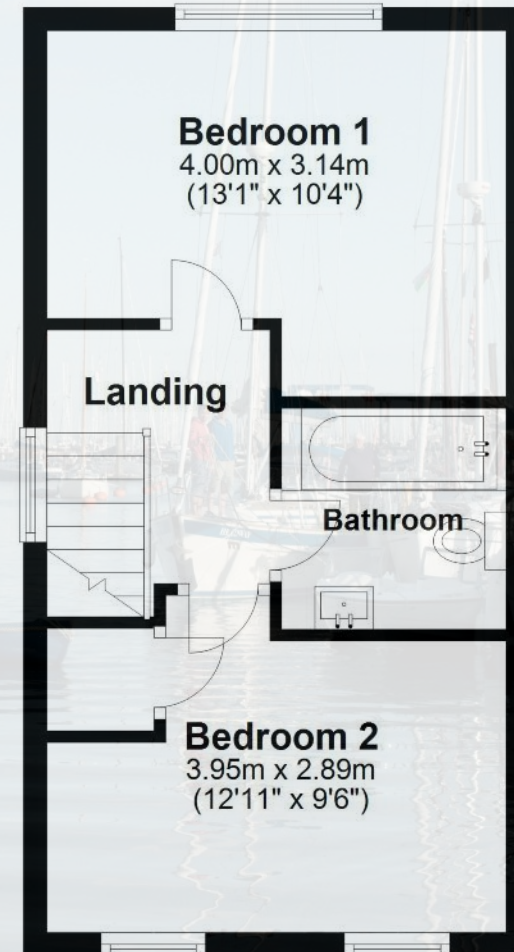 Bedroom 1
4.00m x 3.14m
(13'1" x 10'4")
Landing
Bathroom
Bedroom 2
3.95m x 2.89m
(12'11" x 9'6")